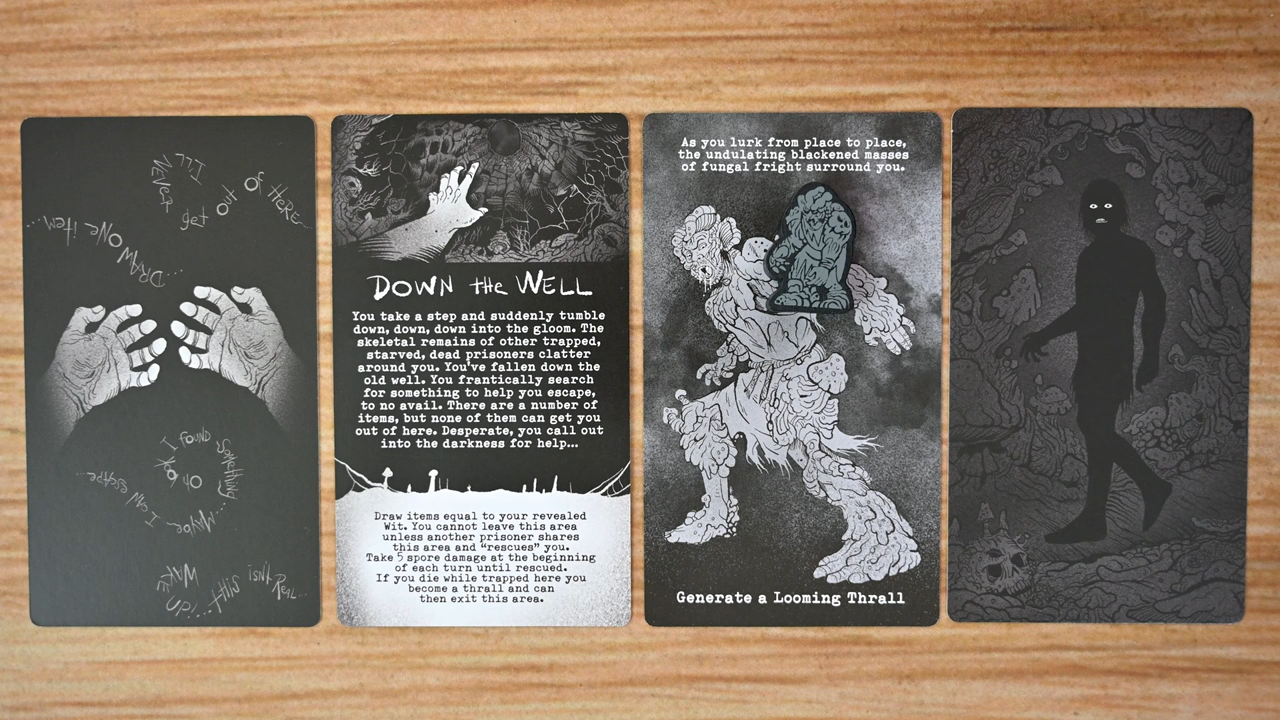 I'LL
NEVER
get out of HERE...
...DRAW ONE item...
I found
something
oh god
...MAYBE I can escape...
this isn't Real...
DOWN the WELL
You take a step and suddenly tumble
down, down, down into the gloom. The
skeletal remains of other trapped,
starved, dead prisoners clatter
around you. You've fallen down the
old well. You frantically search
for something to help you escape,
to no avail. There are a number of
items, but none of them can get you
out of here. Desperate, you call out
into the darkness for help...
Draw items equal to your revealed
Wit. You cannot leave this area
unless another prisoner shares
this area and “rescues” you.
Take 5 spore damage at the beginning
of each turn until rescued.
If you die while trapped here you
become a thrall and can
then exit this area.
As you lurk from place to place,
the undulating blackened masses
of fungal fright surround you.
Generate a Looming Thrall